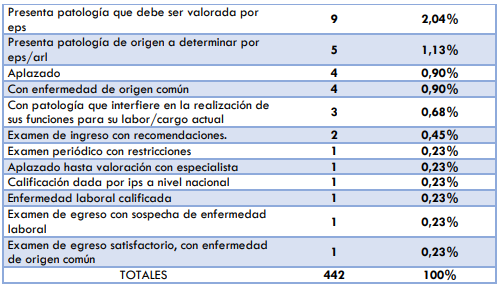 Presenta patología que debe ser valorada por 9 2,04%
eps
Presenta patología de origen a determinar por 5 1,13%
eps/arl
Aplazado 4 0,90%
Con enfermedad de origen común 4 0,90%
Con patología que interfiere en la realización de 3 0,68%
sus funciones para su labor/cargo actual
Examen de ingreso con recomendaciones. 2 0,45%
Examen periódico con restricciones 1 0,23%
Aplazado hasta valoración con especialista 1 0,23%
Calificación dada por ips a nivel nacional 1 0,23%
Enfermedad laboral calificada 1 0,23%
Examen de egreso con sospecha de enfermedad 1 0,23%
laboral
Examen de egreso satisfactorio, con enfermedad 1 0,23%
de origen común
TOTALES 442 100%